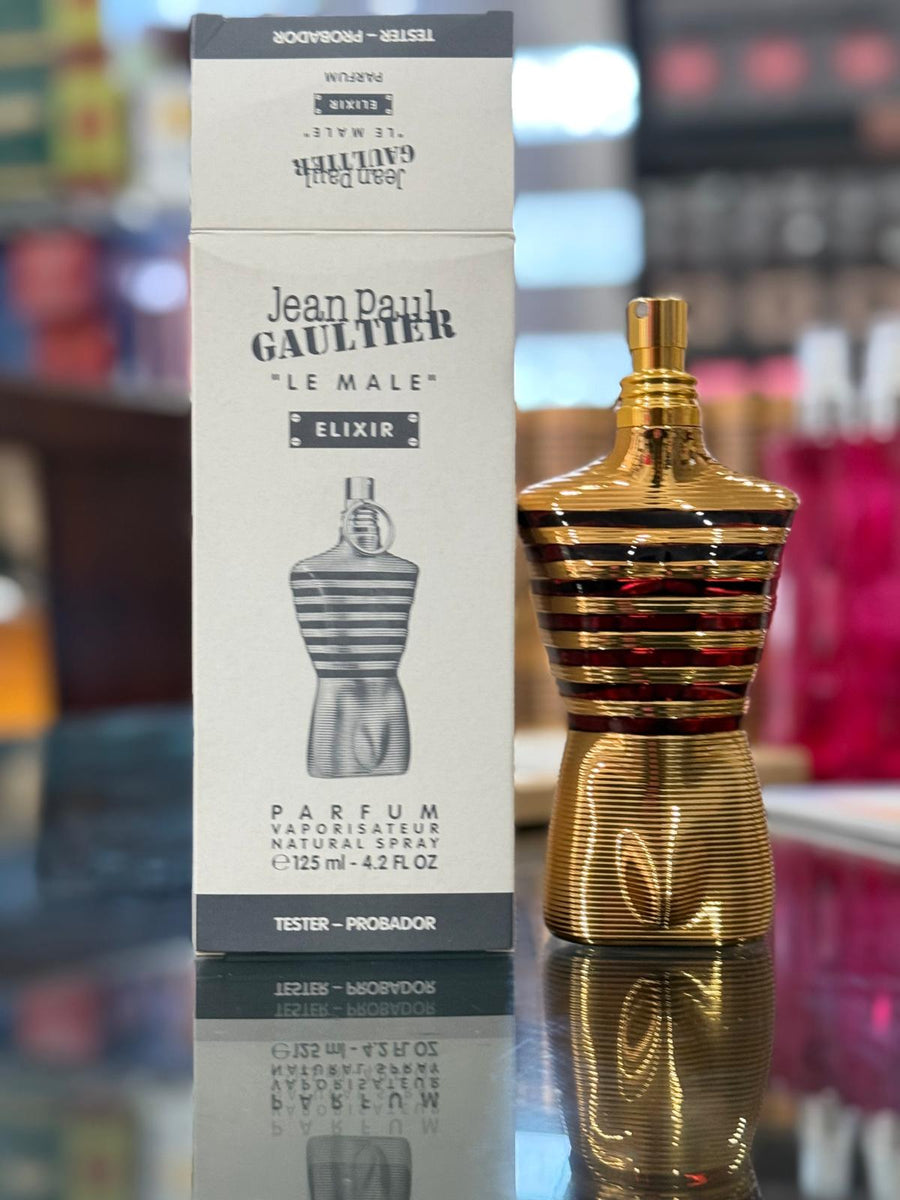 TESTER – PROBADOR
PARFUM
ELIXIR
"LE MALE"
Jean Paul
GAULTIER
Jean Paul
GAULTIER
"LE MALE"
ELIXIR
PARFUM
VAPORISATEUR
NATURAL SPRAY
℮125 ml - 4.2 FL OZ
TESTER – PROBADOR